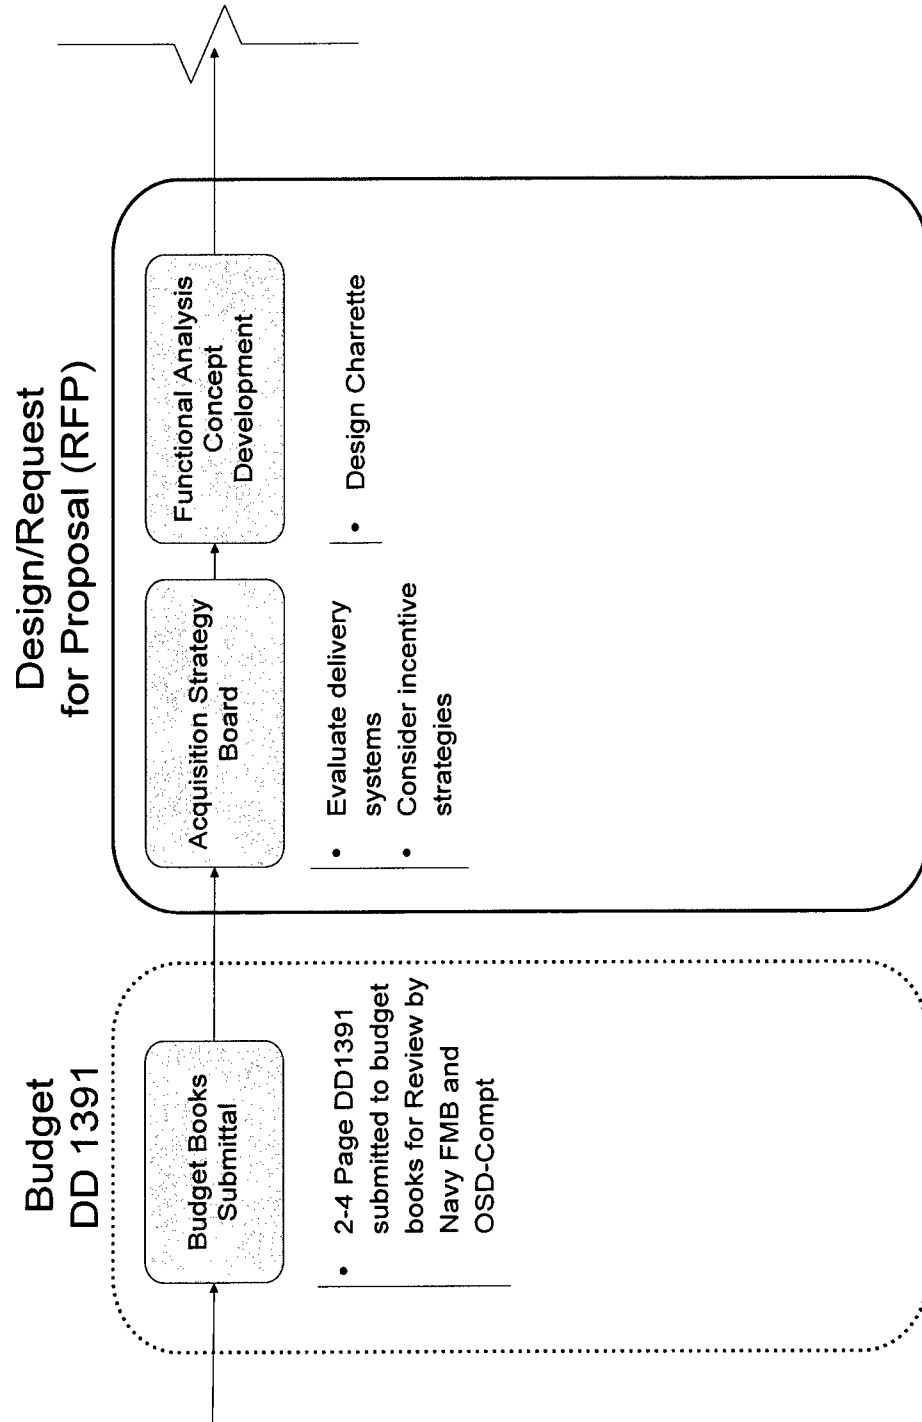 Budget
DD 1391
Budget Books
Submittal
• 2-4 Page DD1391
submitted to budget
books for Review by
Navy FMB and
OSD-Compt
Design/Request
for Proposal (RFP)
Acquisition Strategy
Board
• Evaluate delivery
systems
• Consider incentive
strategies
Functional Analysis
Concept
Development
• Design Charrette